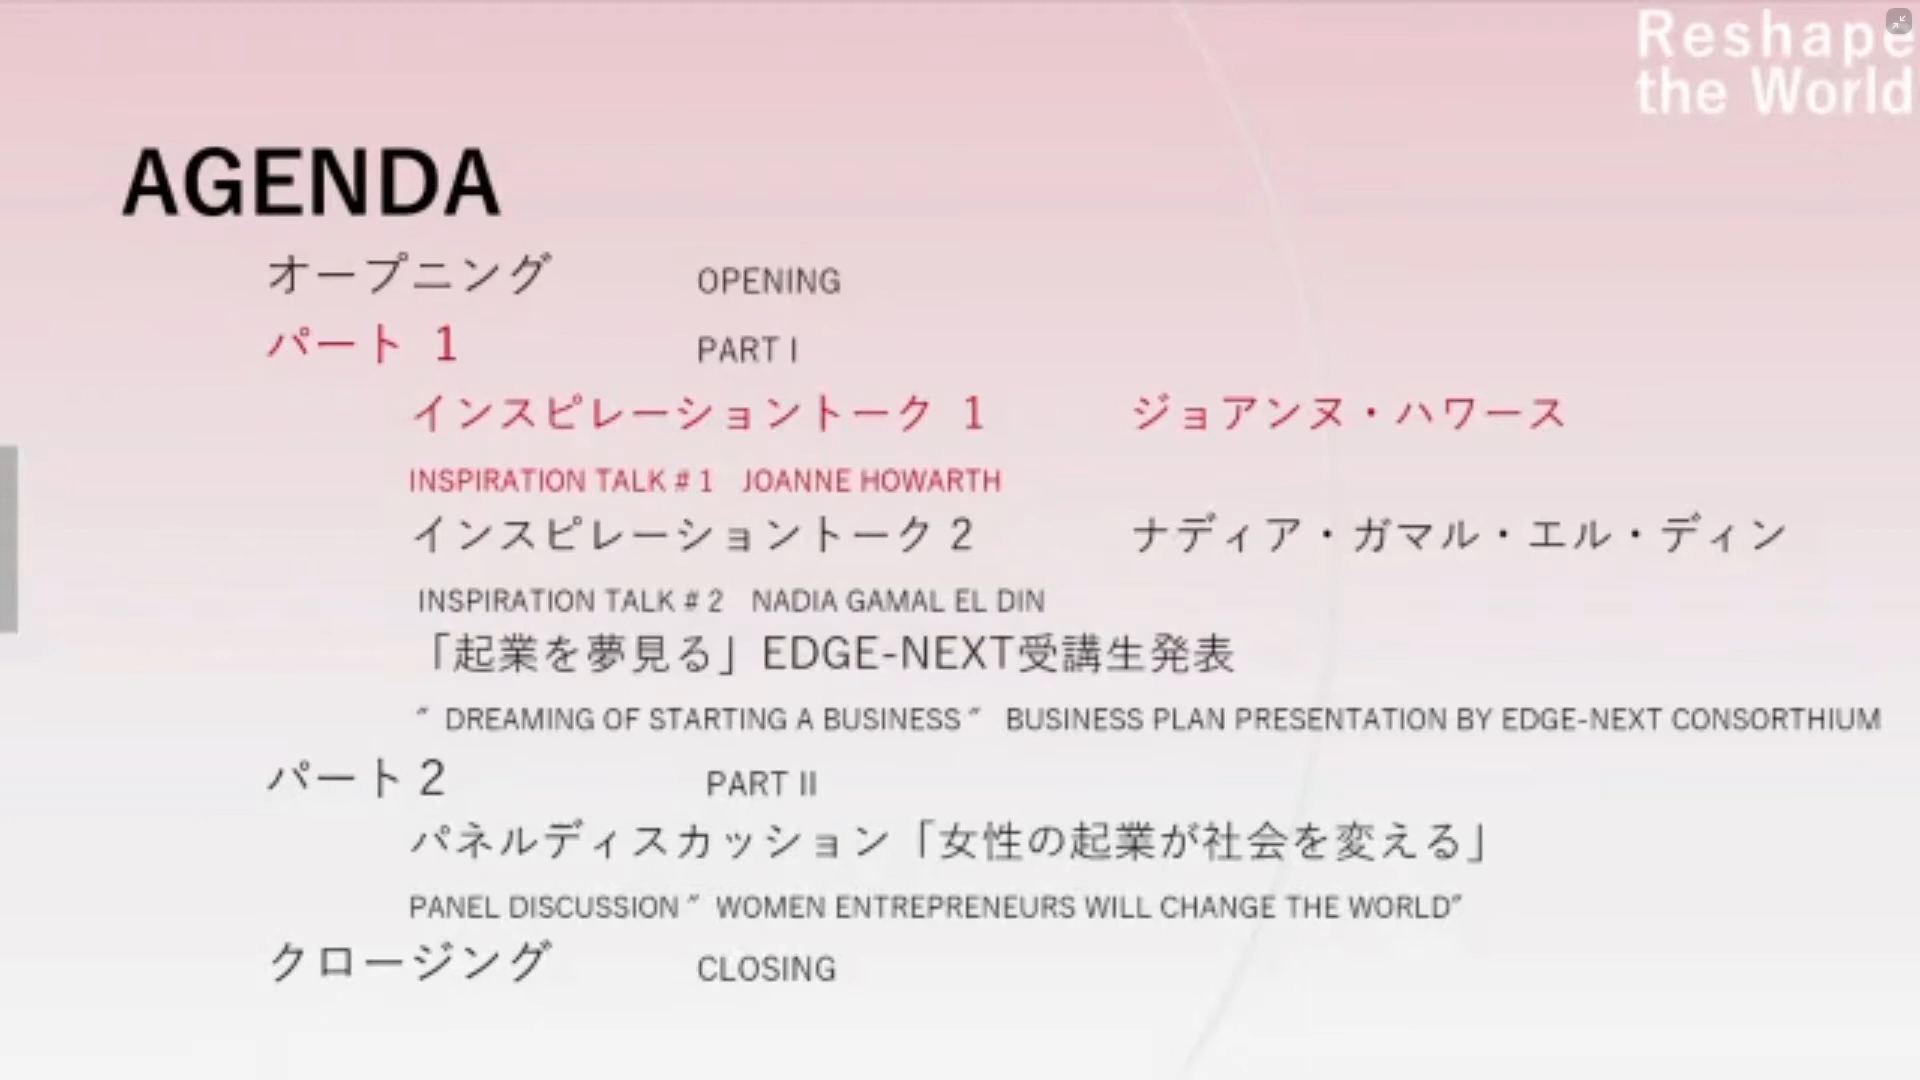 Reshape
the World
AGENDA
オープニング OPENING
パート 1 PART I
インスピレーショントーク 1 ジョアンヌ・ハワース
INSPIRATION TALK # 1 JOANNE HOWARTH
インスピレーショントーク 2 ナディア・ガマル・エル・ディン
INSPIRATION TALK # 2 NADIA GAMAL EL DIN
「起業を夢見る」EDGE-NEXT受講生発表
” DREAMING OF STARTING A BUSINESS ” BUSINESS PLAN PRESENTATION BY EDGE-NEXT CONSORTHIUM
パート 2 PART II
パネルディスカッション「女性の起業が社会を変える」
PANEL DISCUSSION ” WOMEN ENTREPRENEURS WILL CHANGE THE WORLD”
クロージング CLOSING